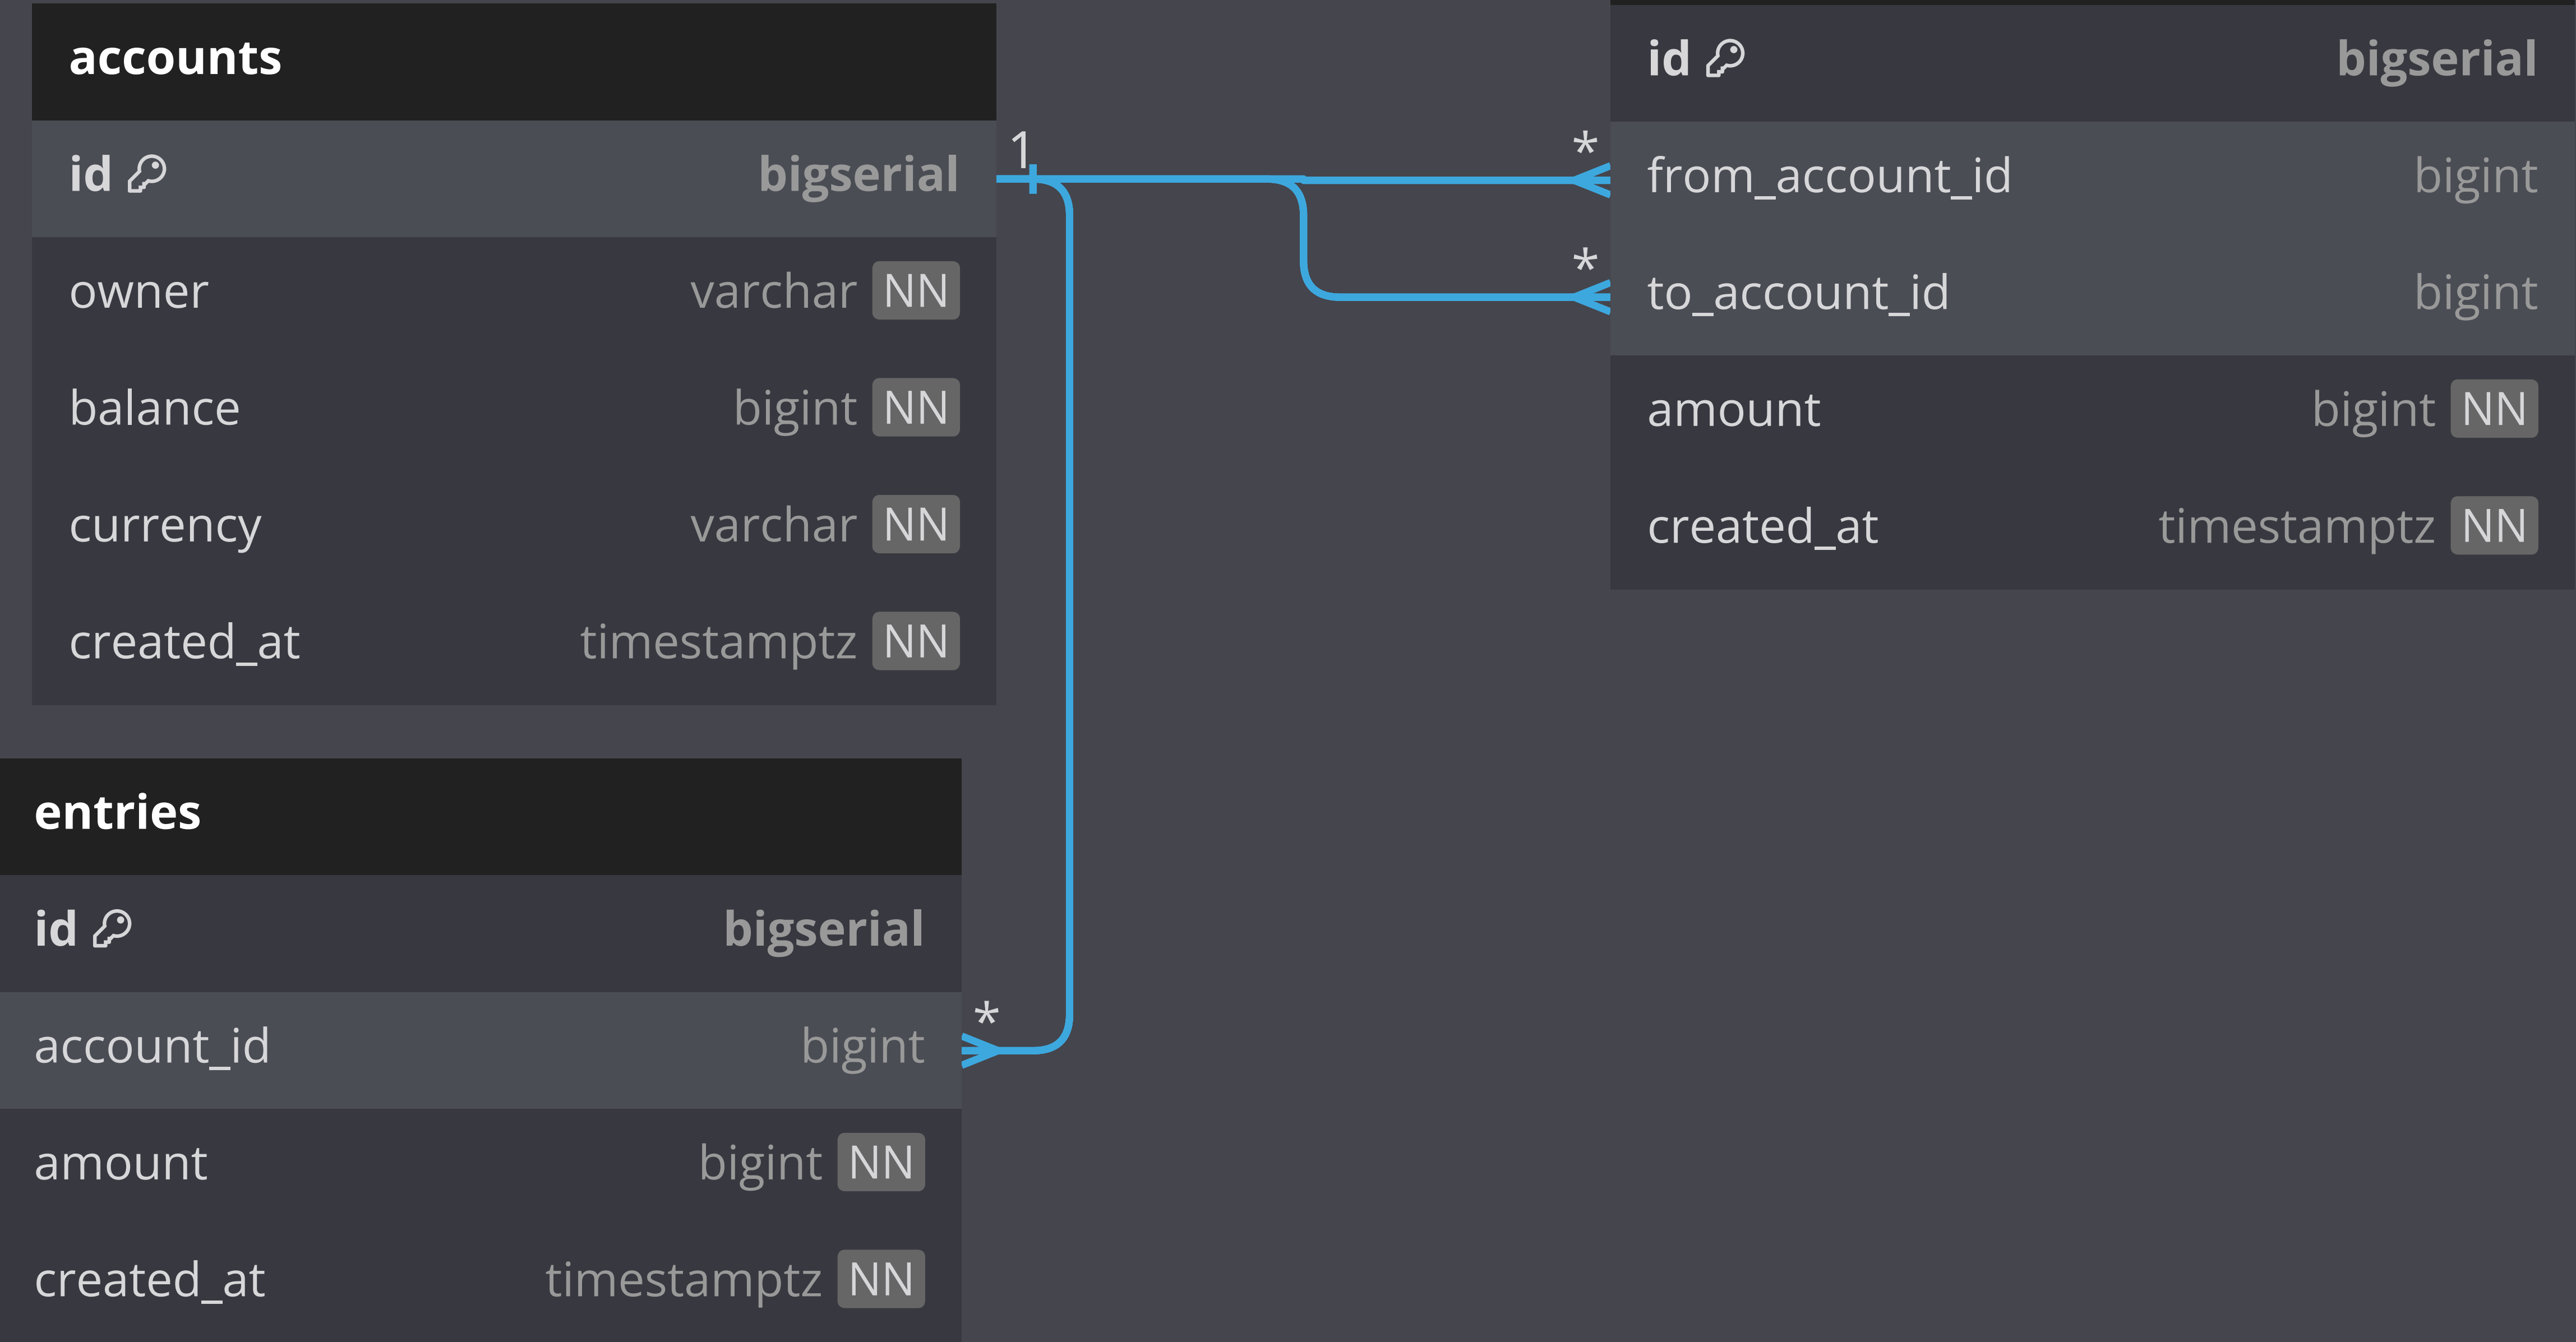 accounts
id bigserial
owner varchar NN
balance bigint NN
currency varchar NN
created_at timestamptz NN
1
*
*
id bigserial
from_account_id bigint
to_account_id bigint
amount bigint NN
created_at timestamptz NN
entries
id bigserial
account_id bigint
*
amount bigint NN
created_at timestamptz NN